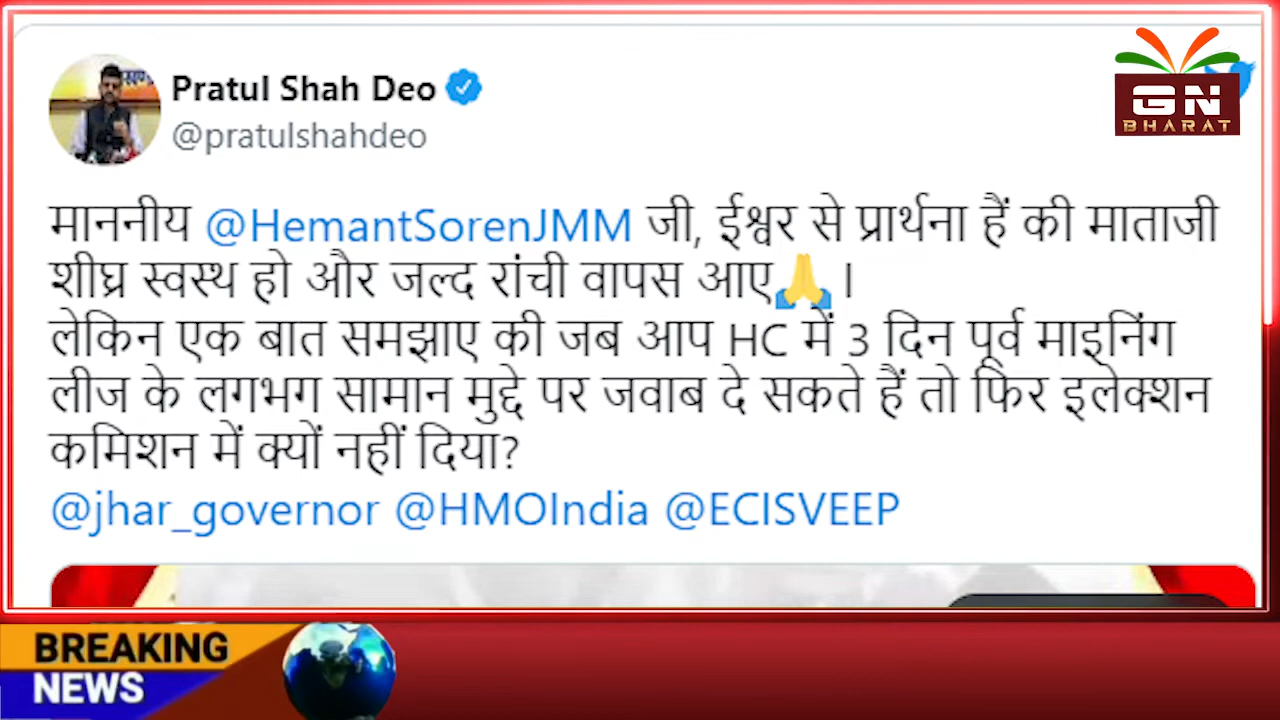 Pratul Shah Deo
@pratulshahdeo
GN
BHARAT
माननीय @HemantSorenJMM जी, ईश्वर से प्रार्थना हैं की माताजी
शीघ्र स्वस्थ हो और जल्द रांची वापस आए🙏।
लेकिन एक बात समझाए की जब आप HC में 3 दिन पूर्व माइनिंग
लीज के लगभग सामान मुद्दे पर जवाब दे सकते हैं तो फिर इलेक्शन
कमिशन में क्यों नहीं दिया?
@jhar_governor @HMOIndia @ECISVEEP
BREAKING
NEWS